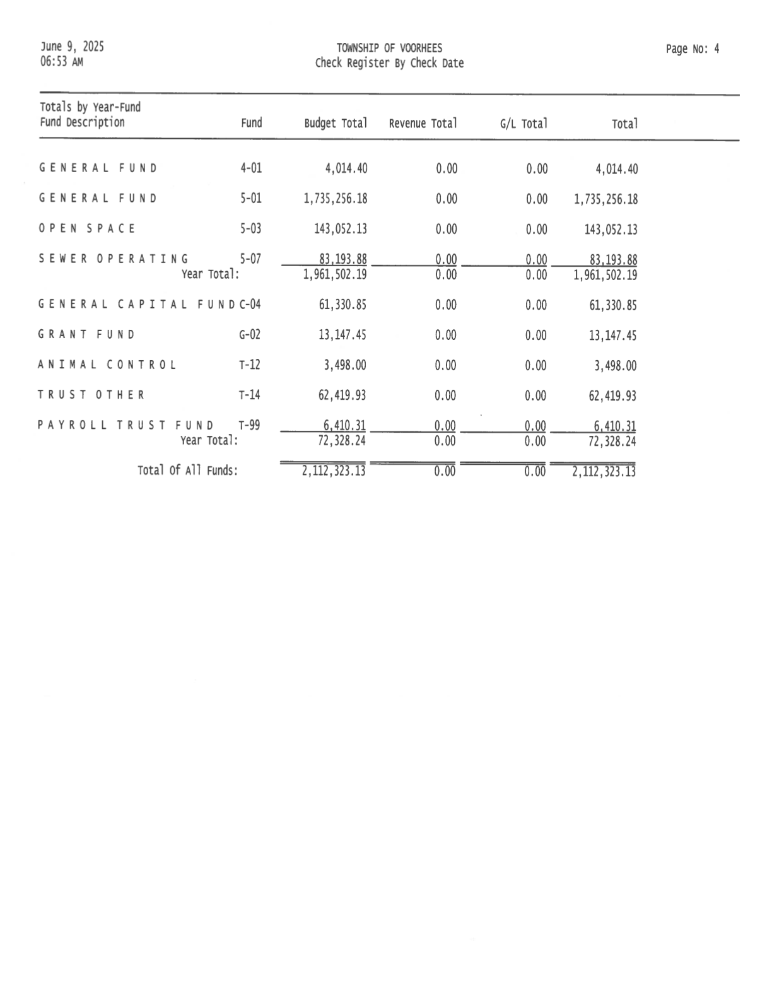 June 9, 2025 TOWNSHIP OF VOORHEES Page No: 4
06:53 AM Check Register By Check Date
Totals by Year-Fund
Fund Description Fund Budget Total Revenue Total G/L Total Total
GENERAL FUND 4-01 4,014.40 0.00 0.00 4,014.40
GENERAL FUND 5-01 1,735,256.18 0.00 0.00 1,735,256.18
OPEN SPACE 5-03 143,052.13 0.00 0.00 143,052.13
SEWER OPERATING 5-07 83,193.88 0.00 0.00 83,193.88
Year Total: 1,961,502.19 0.00 0.00 1,961,502.19
GENERAL CAPITAL FUND C-04 61,330.85 0.00 0.00 61,330.85
GRANT FUND G-02 13,147.45 0.00 0.00 13,147.45
ANIMAL CONTROL T-12 3,498.00 0.00 0.00 3,498.00
TRUST OTHER T-14 62,419.93 0.00 0.00 62,419.93
PAYROLL TRUST FUND T-99 6,410.31 0.00 0.00 6,410.31
Year Total: 72,328.24 0.00 0.00 72,328.24
Total Of All Funds: 2,112,323.13 0.00 0.00 2,112,323.13